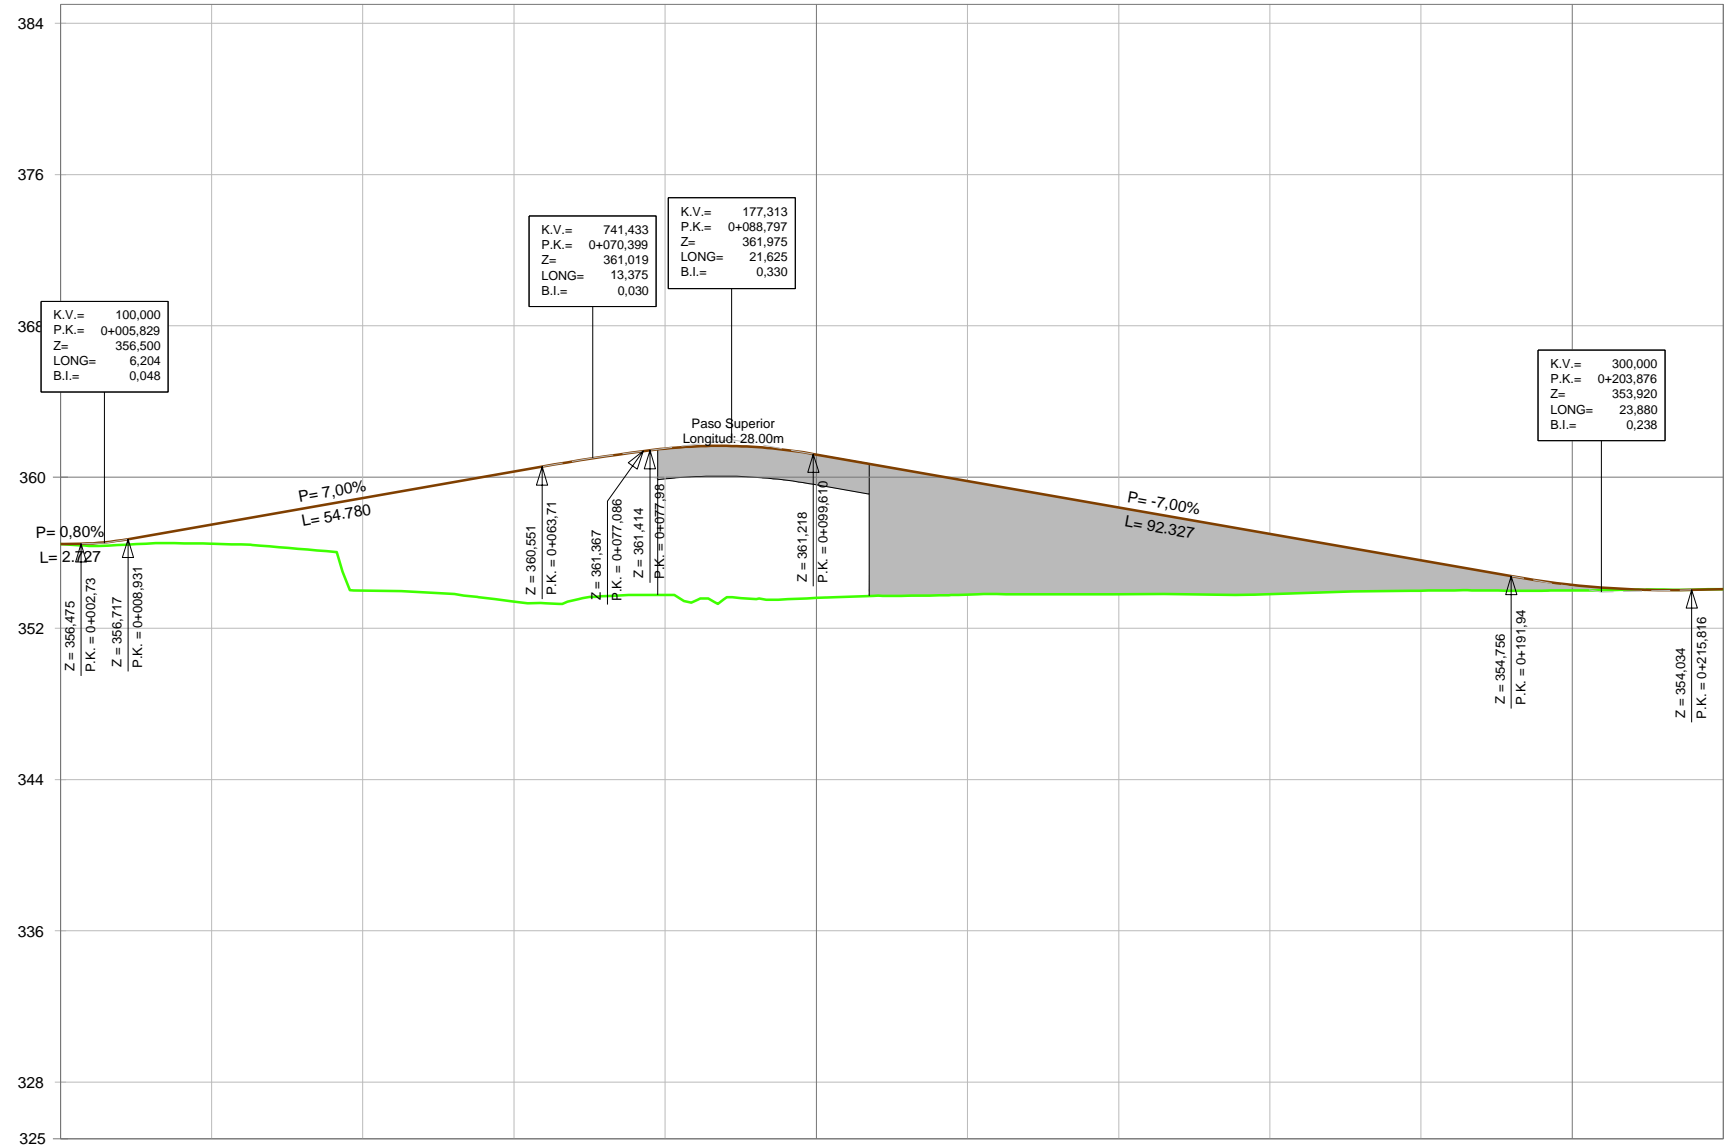 384
376
368
360
352
344
336
328
325
K.V.= 100,000
P.K.= 0+005,829
Z= 356,500
LONG= 6,204
B.I.= 0,048
K.V.= 741,433
P.K.= 0+070,399
Z= 361,019
LONG= 13,375
B.I.= 0,030
K.V.= 177,313
P.K.= 0+088,797
Z= 361,975
LONG= 21,625
B.I.= 0,330
K.V.= 300,000
P.K.= 0+203,876
Z= 353,920
LONG= 23,880
B.I.= 0,238
Paso Superior
Longitud: 28.00m
P= 0,80%
L= 2.727
P= 7,00%
L= 54.780
P= -7,00%
L= 92.327
Z = 356,475
P.K. = 0+002,73
Z = 356,717
P.K. = 0+008,931
Z = 360,551
P.K. = 0+063,71
Z = 361,367
P.K. = 0+077,086
Z = 361,414
P.K. = 0+077,98
Z = 361,218
P.K. = 0+099,610
Z = 354,756
P.K. = 0+191,94
Z = 354,034
P.K. = 0+215,816